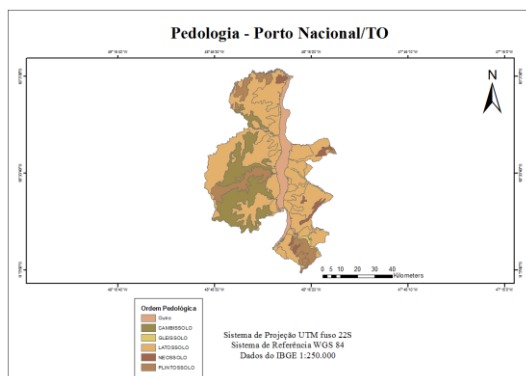 Pedologia - Porto Nacional/TO
N
0 5 10 20 30 40
Kilometers
Ordem Pedológica
Outro
CAMBISSOLO
GLEISSOLO
LATOSSOLO
NEOSSOLO
PLINTOSSOLO
Sistema de Projeção UTM fuso 22S
Sistema de Referência WGS 84
Dados do IBGE 1:250.000